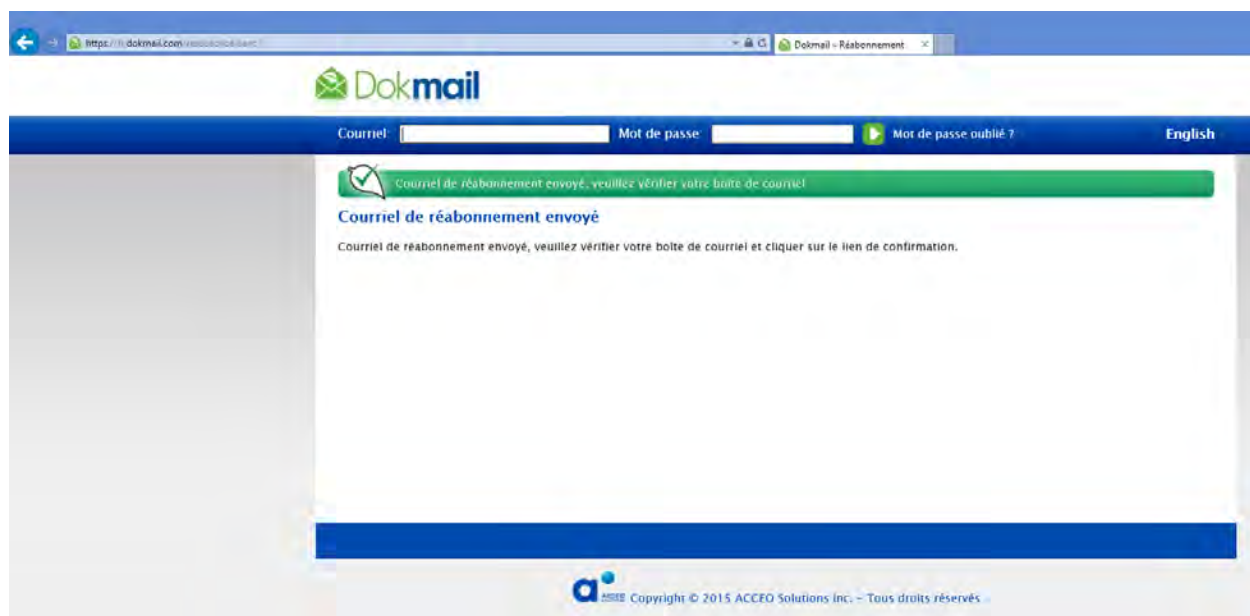 dokmail.com
Dokmail - Réabonnement
Dokmail
Courriel Mot de passe Mot de passe oublié ? English
Courriel de réabonnement envoyé, veuillez vérifier votre boîte de courriel
Courriel de réabonnement envoyé
Courriel de réabonnement envoyé, veuillez vérifier votre boîte de courriel et cliquer sur le lien de confirmation.
Copyright © 2015 ACCEO Solutions inc. - Tous droits réservés